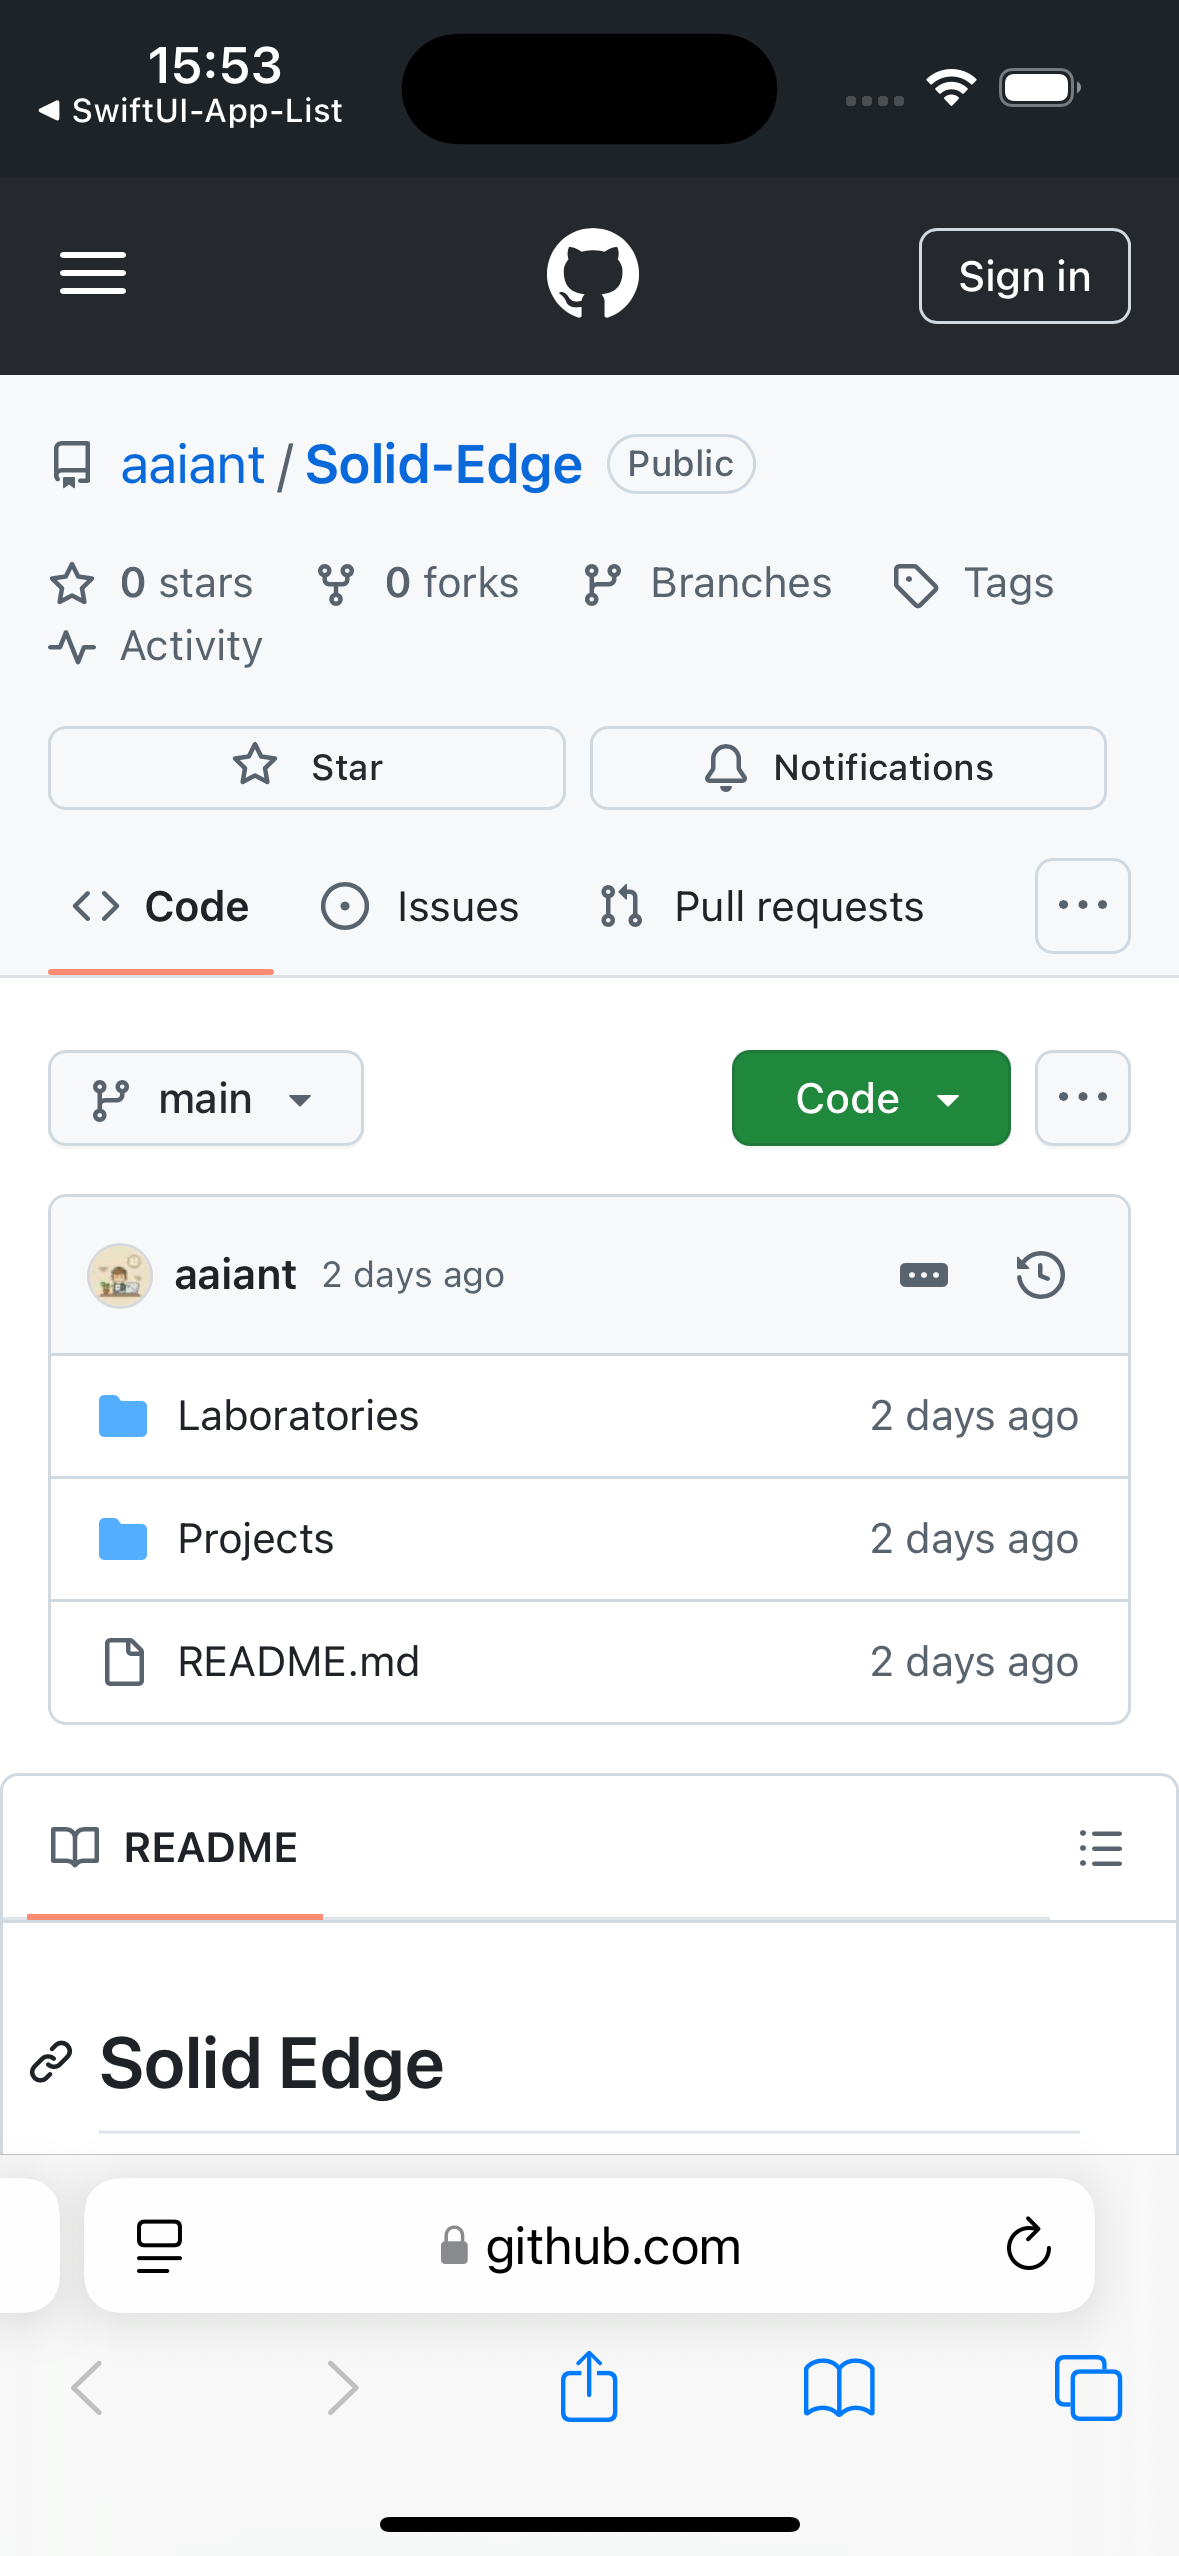 15:53
◀ SwiftUI-App-List
Sign in
aaiant / Solid-Edge Public
0 stars 0 forks Branches Tags
Activity
Star Notifications
Code Issues Pull requests
main Code
aaiant 2 days ago
Laboratories 2 days ago
Projects 2 days ago
README.md 2 days ago
README
Solid Edge
github.com